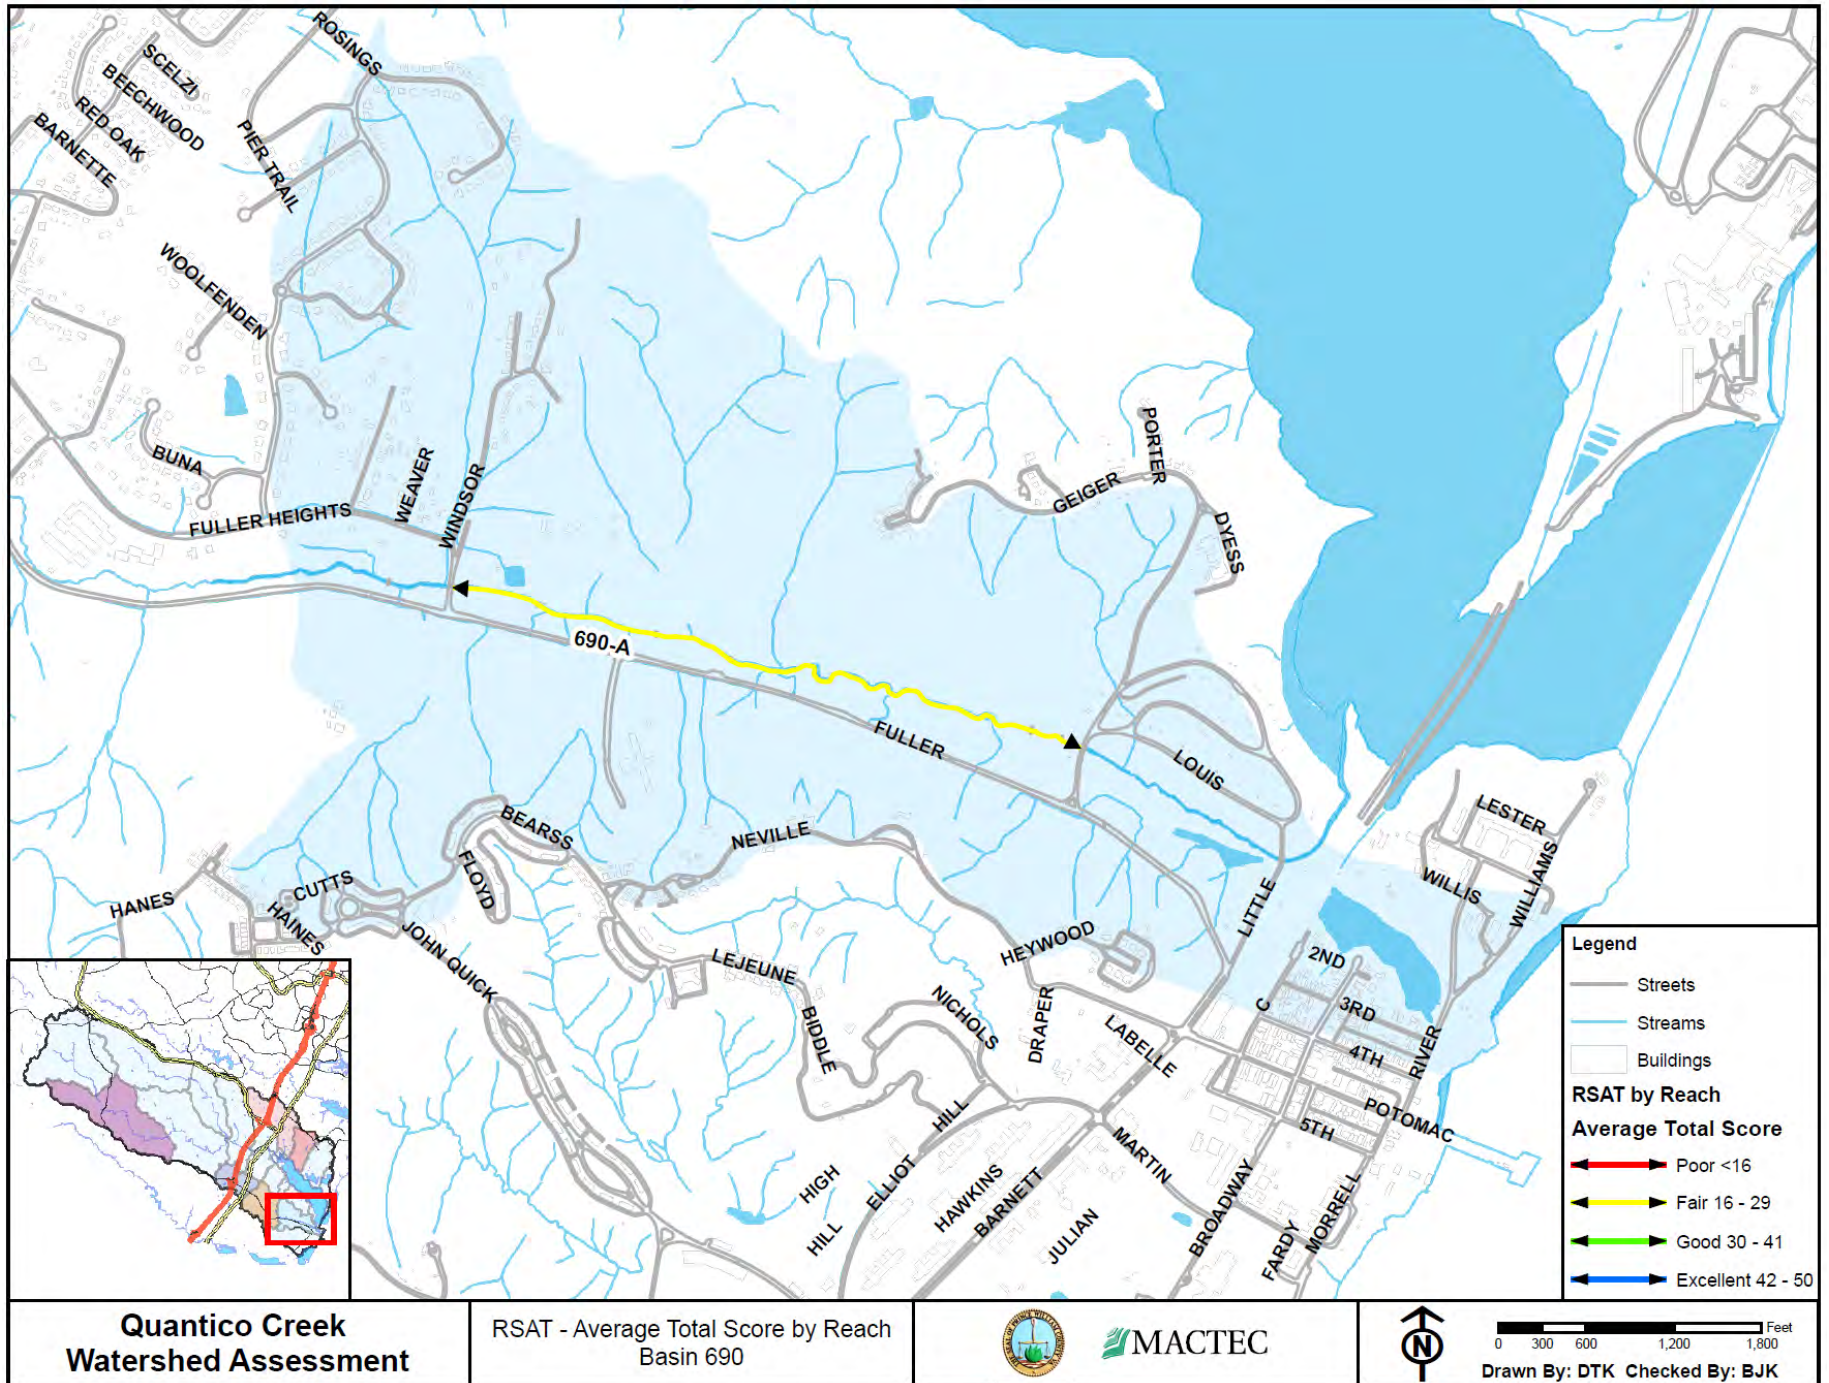 ROSINGS
SCELZI
BEECHWOOD
RED OAK
BARNETTE
PIER TRAIL
WOOLFENDEN
BUNA
FULLER HEIGHTS
WEAVER
WINDSOR
PORTER
GEIGER
DYESS
690-A
FULLER
LOUIS
LESTER
WILLIS
WILLIAMS
BEARSS
NEVILLE
FLOYD
CUTTS
HANES
HAINES
JOHN QUICK
LEJEUNE
BIDDLE
HEYWOOD
NICHOLS
DRAPER
LABELLE
LITTLE
C
2ND
3RD
4TH
RIVER
POTOMAC
5TH
HILL
MARTIN
HIGH
HILL
ELLIOT
HAWKINS
BARNETT
JULIAN
BROADWAY
FARDY
MORRELL
Legend
Streets
Streams
Buildings
RSAT by Reach
Average Total Score
Poor <16
Fair 16 - 29
Good 30 - 41
Excellent 42 - 50
Quantico Creek
Watershed Assessment
RSAT - Average Total Score by Reach
Basin 690
MACTEC
N
0 300 600 1,200 1,800 Feet
Drawn By: DTK Checked By: BJK